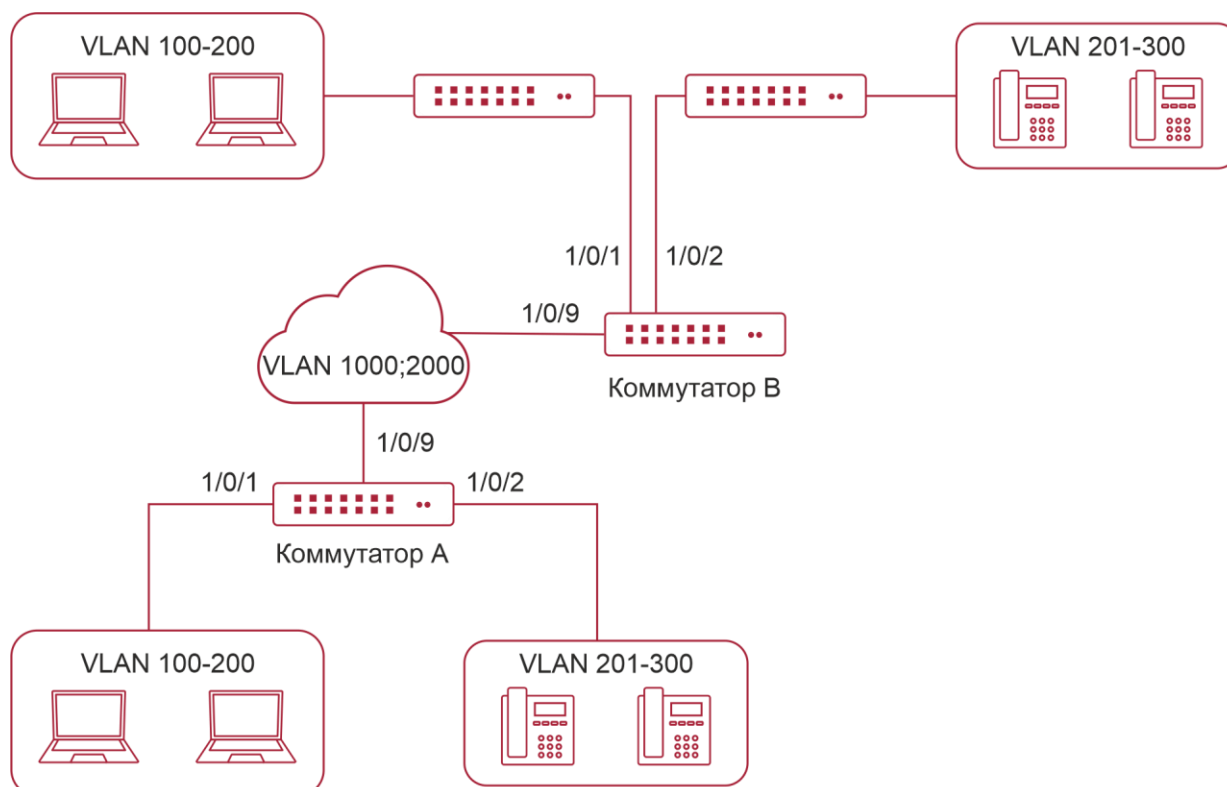 VLAN 100-200
VLAN 201-300
1/0/1
1/0/2
1/0/9
VLAN 1000;2000
Коммутатор B
1/0/9
1/0/1
1/0/2
Коммутатор A
VLAN 100-200
VLAN 201-300